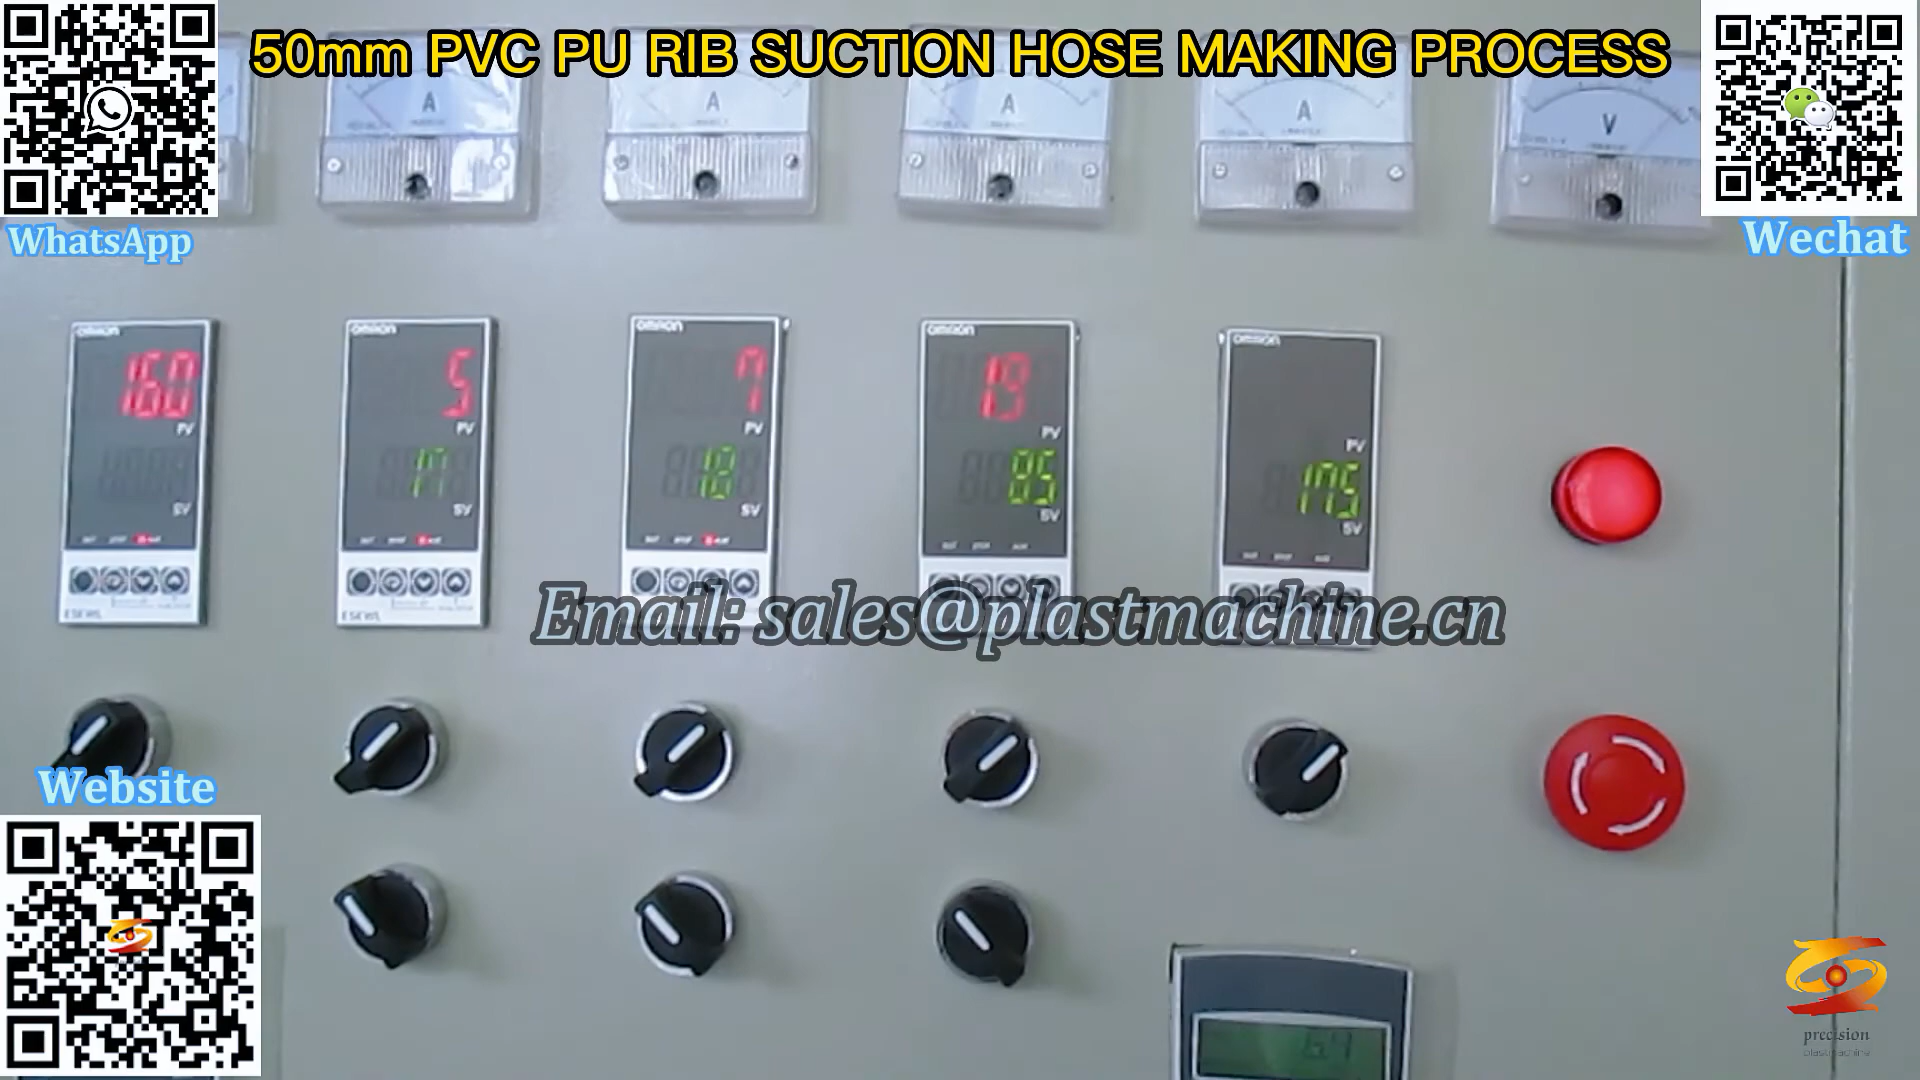 50mm PVC PU RIB SUCTION HOSE MAKING PROCESS
A
A
A
A
V
WhatsApp
Wechat
OMRON
OMRON
OMRON
OMRON
OMRON
160
5
7
19
PV
PV
PV
PV
PV
17
18
85
175
SV
SV
SV
SV
SV
Email: sales@plastmachine.cn
Website
precision